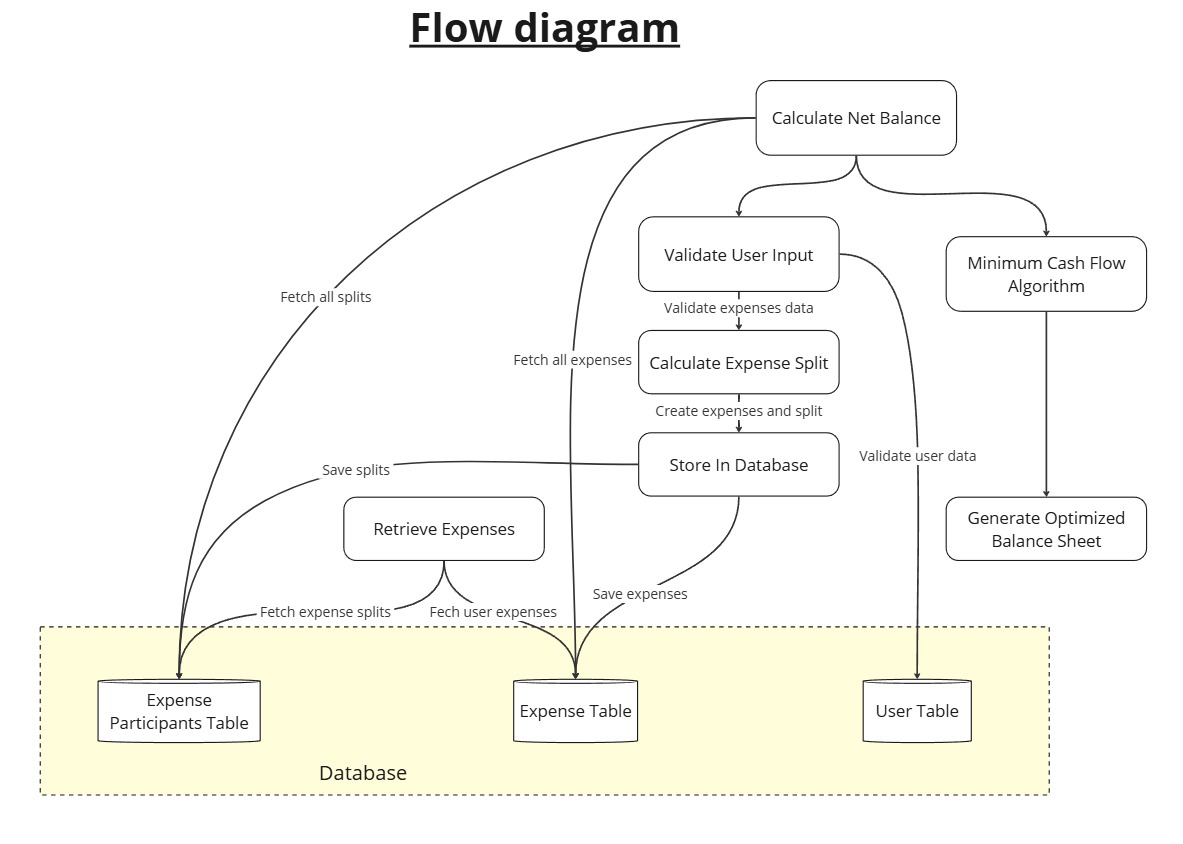 Flow diagram
Calculate Net Balance
Validate User Input
Minimum Cash Flow
Algorithm
Fetch all splits
Validate expenses data
Fetch all expenses
Calculate Expense Split
Create expenses and split
Validate user data
Save splits
Store In Database
Retrieve Expenses
Generate Optimized
Balance Sheet
Save expenses
Fetch expense splits
Fech user expenses
Expense
Participants Table
Expense Table
User Table
Database